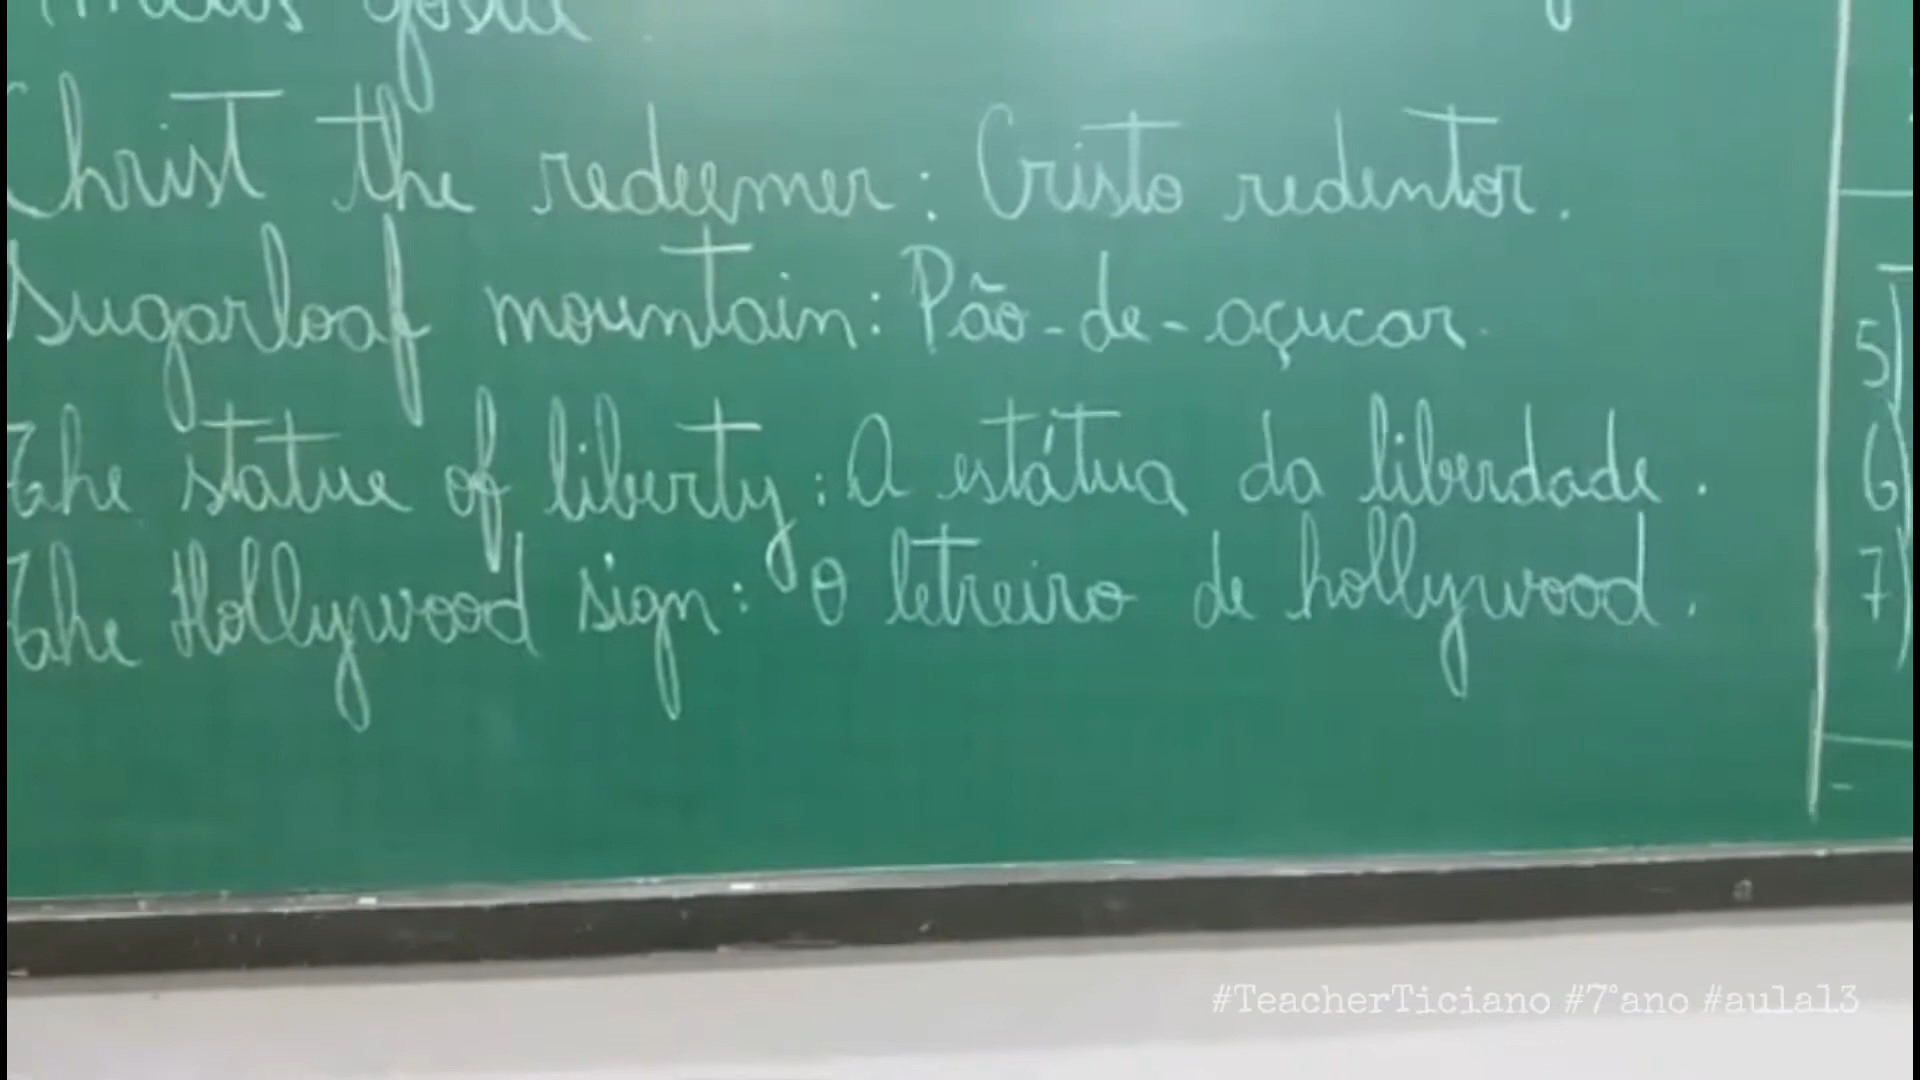 Christ the redeemer: Cristo redentor.
Sugarloaf mountain: Pão-de-açucar.
The statue of liberty: A estátua da liberdade.
The Hollywood sign: O letreiro de hollywood.
5)
6)
7)
#TeacherTiciano #7°ano #aula13